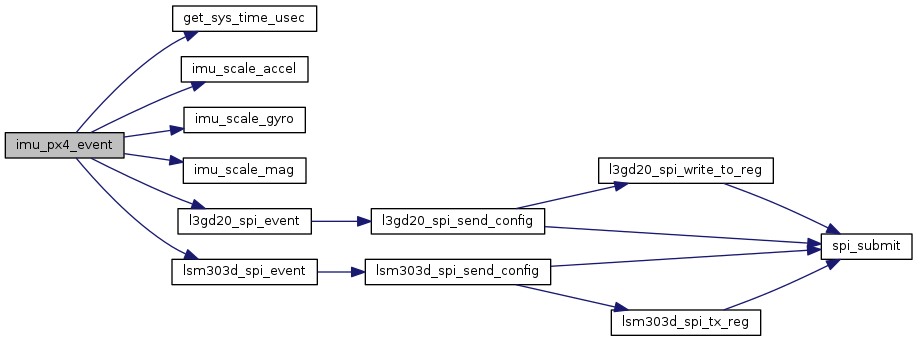 get_sys_time_usec
imu_scale_accel
imu_scale_gyro
imu_px4_event
imu_scale_mag
l3gd20_spi_write_to_reg
l3gd20_spi_event
l3gd20_spi_send_config
spi_submit
lsm303d_spi_event
lsm303d_spi_send_config
lsm303d_spi_tx_reg